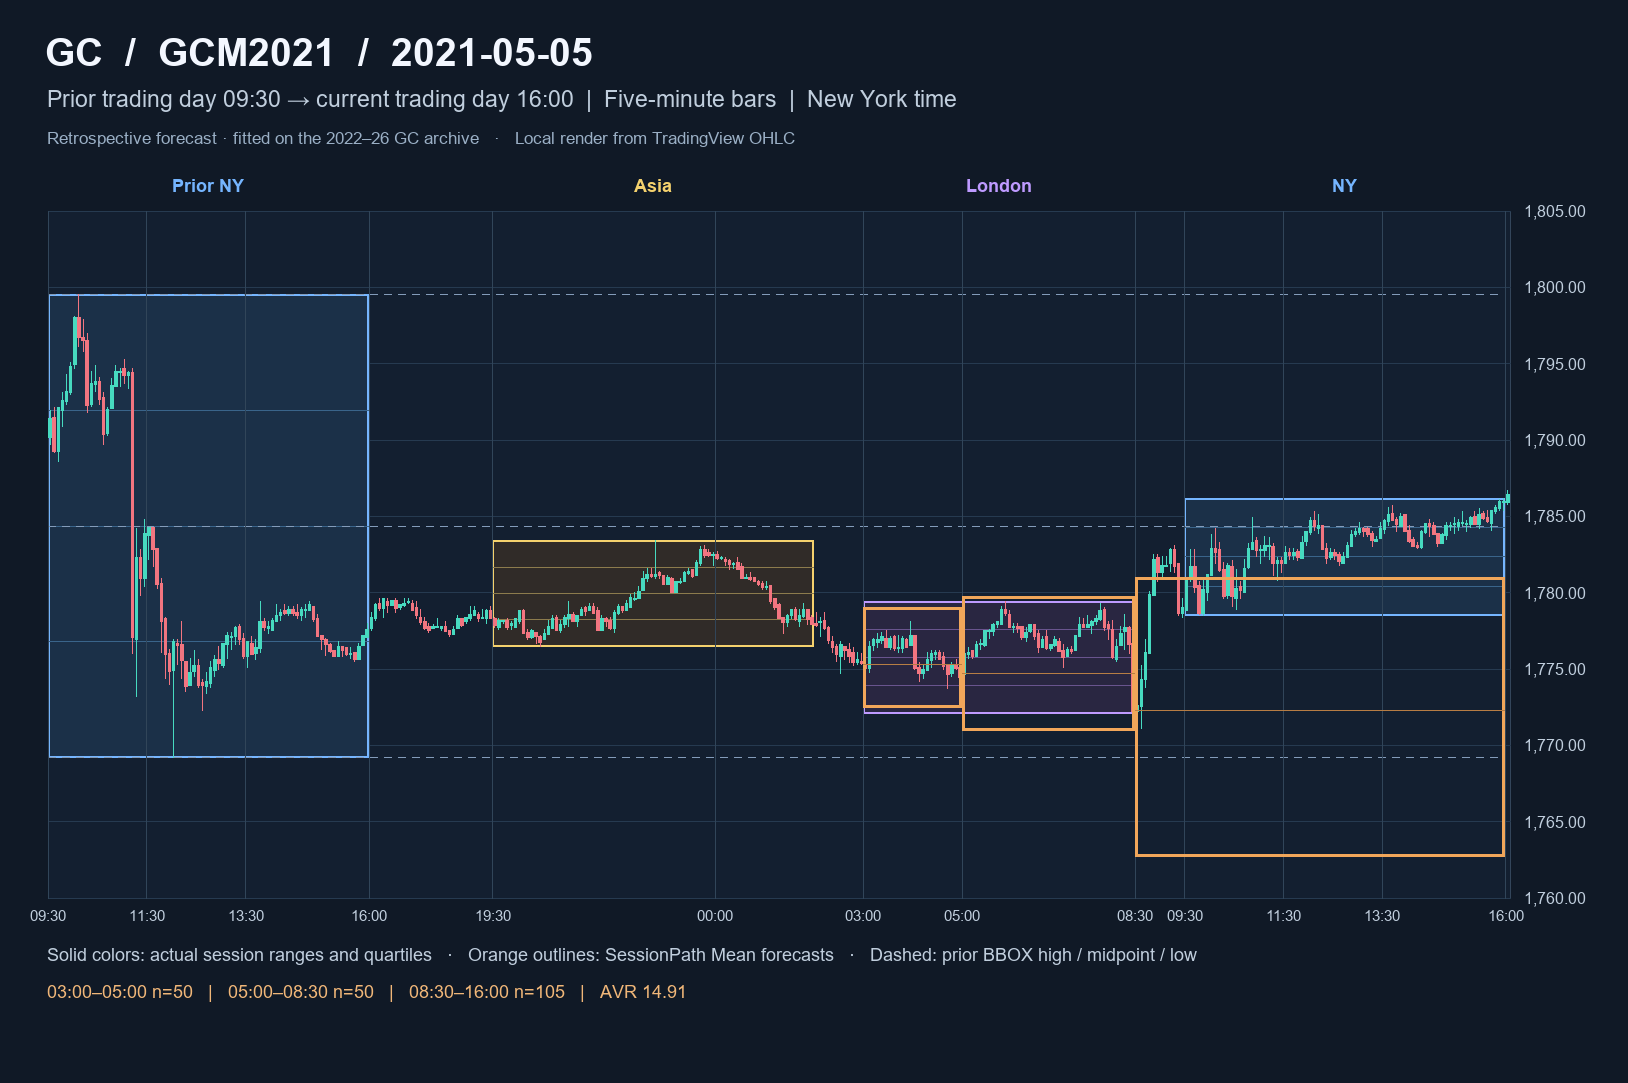 GC / GCM2021 / 2021-05-05
Prior trading day 09:30 → current trading day 16:00 | Five-minute bars | New York time
Retrospective forecast · fitted on the 2022–26 GC archive · Local render from TradingView OHLC
Prior NY Asia London NY
1,805.00
1,800.00
1,795.00
1,790.00
1,785.00
1,780.00
1,775.00
1,770.00
1,765.00
1,760.00
09:30 11:30 13:30 16:00 19:30 00:00 03:00 05:00 08:30 09:30 11:30 13:30 16:00
Solid colors: actual session ranges and quartiles · Orange outlines: SessionPath Mean forecasts · Dashed: prior BBOX high / midpoint / low
03:00–05:00 n=50 | 05:00–08:30 n=50 | 08:30–16:00 n=105 | AVR 14.91